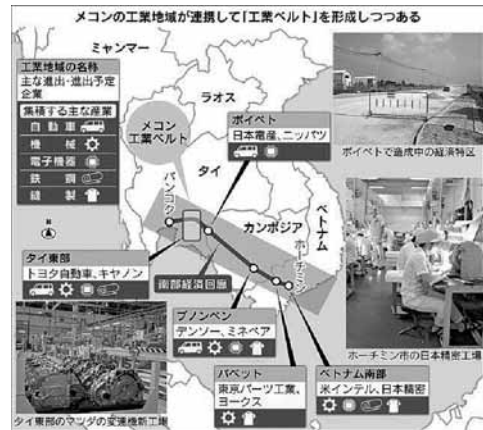 メコンの工業地域が連携して「工業ベルト」を形成しつつある
工業地域の名称
主な進出・進出予定
企業
集積する主な産業
自動車
機械
電子機器
鉄鋼
縫製
ミャンマー
ラオス
メコン
工業ベルト
タイ
バンコク
ポイペト
日本電産、ニッパツ
ポイペトで造成中の経済特区
カンボジア
ベトナム
ホーチミン
タイ東部
トヨタ自動車、キヤノン
南部経済回廊
プノンペン
デンソー、ミネベア
バベット
東京パーツ工業、
ヨークス
ベトナム南部
米インテル、日本精密
ホーチミン市の日本精密工場
タイ東部のマツダの変速機新工場